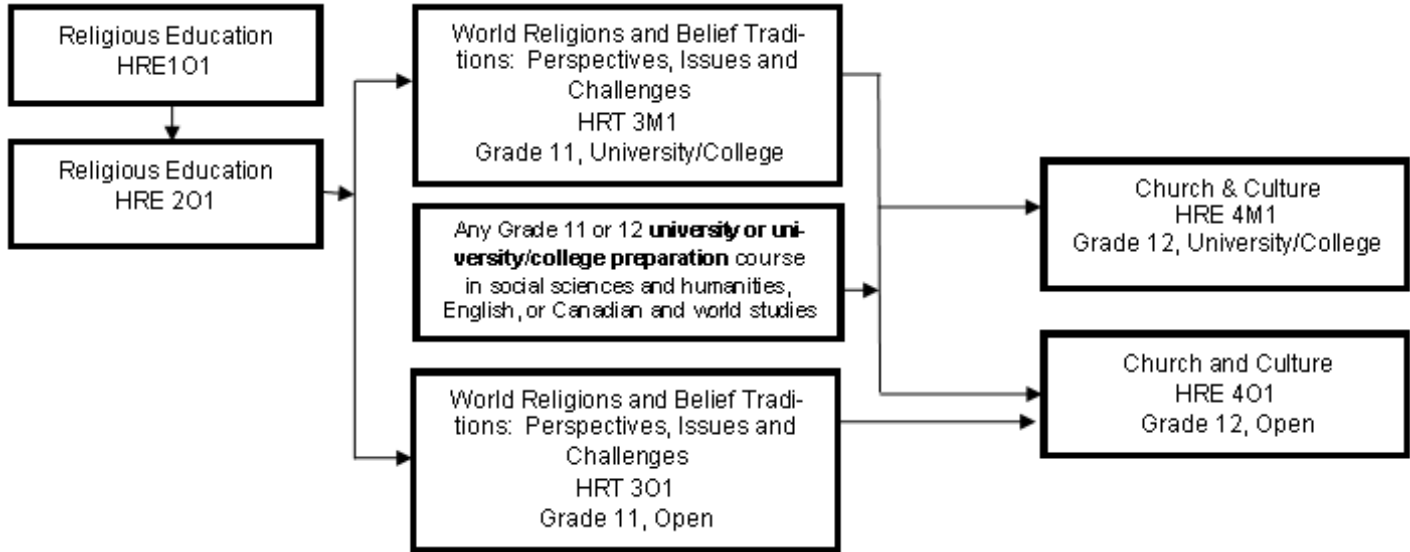 Religious Education
HRE1O1
Religious Education
HRE 2O1
World Religions and Belief Tradi-
tions:  Perspectives, Issues and
Challenges
HRT 3M1
Grade 11, University/College
Any Grade 11 or 12 university or uni-
versity/college preparation course
in social sciences and humanities,
English, or Canadian and world studies
World Religions and Belief Tradi-
tions:  Perspectives, Issues and
Challenges
HRT 3O1
Grade 11, Open
Church & Culture
HRE 4M1
Grade 12, University/College
Church and Culture
HRE 4O1
Grade 12, Open